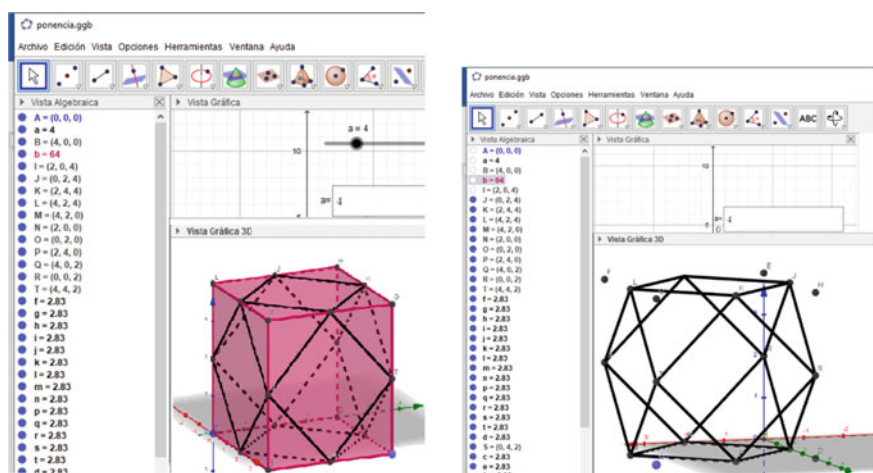 ponencia.ggb
Archivo Edición Vista Opciones Herramientas Ventana Ayuda
Vista Algebraica
Vista Gráfica
A = (0, 0, 0)
a = 4
B = (4, 0, 0)
b = 64
I = (2, 0, 4)
J = (0, 2, 4)
K = (2, 4, 4)
L = (4, 2, 4)
M = (4, 2, 0)
N = (2, 0, 0)
O = (0, 2, 0)
P = (2, 4, 0)
Q = (4, 0, 2)
R = (0, 0, 2)
T = (4, 4, 2)
f = 2.83
g = 2.83
h = 2.83
i = 2.83
j = 2.83
k = 2.83
l = 2.83
m = 2.83
n = 2.83
p = 2.83
q = 2.83
r = 2.83
s = 2.83
t = 2.83
d = 2.83
a = 4
10
a= 4
Vista Gráfica 3D
ponencia.ggb
Archivo Edición Vista Opciones Herramientas Ventana Ayuda
ABC
Vista Algebraica
Vista Gráfica
A = (0, 0, 0)
a = 4
B = (4, 0, 0)
b = 64
I = (2, 0, 4)
J = (0, 2, 4)
K = (2, 4, 4)
L = (4, 2, 4)
M = (4, 2, 0)
N = (2, 0, 0)
O = (0, 2, 0)
P = (2, 4, 0)
Q = (4, 0, 2)
R = (0, 0, 2)
T = (4, 4, 2)
f = 2.83
g = 2.83
h = 2.83
i = 2.83
j = 2.83
k = 2.83
l = 2.83
m = 2.83
n = 2.83
p = 2.83
q = 2.83
r = 2.83
s = 2.83
t = 2.83
d = 2.83
S = (0, 4, 2)
c = 2.83
e = 2.83
10
5
a= 4
0
Vista Gráfica 3D
F
E
L
J
H
K
S